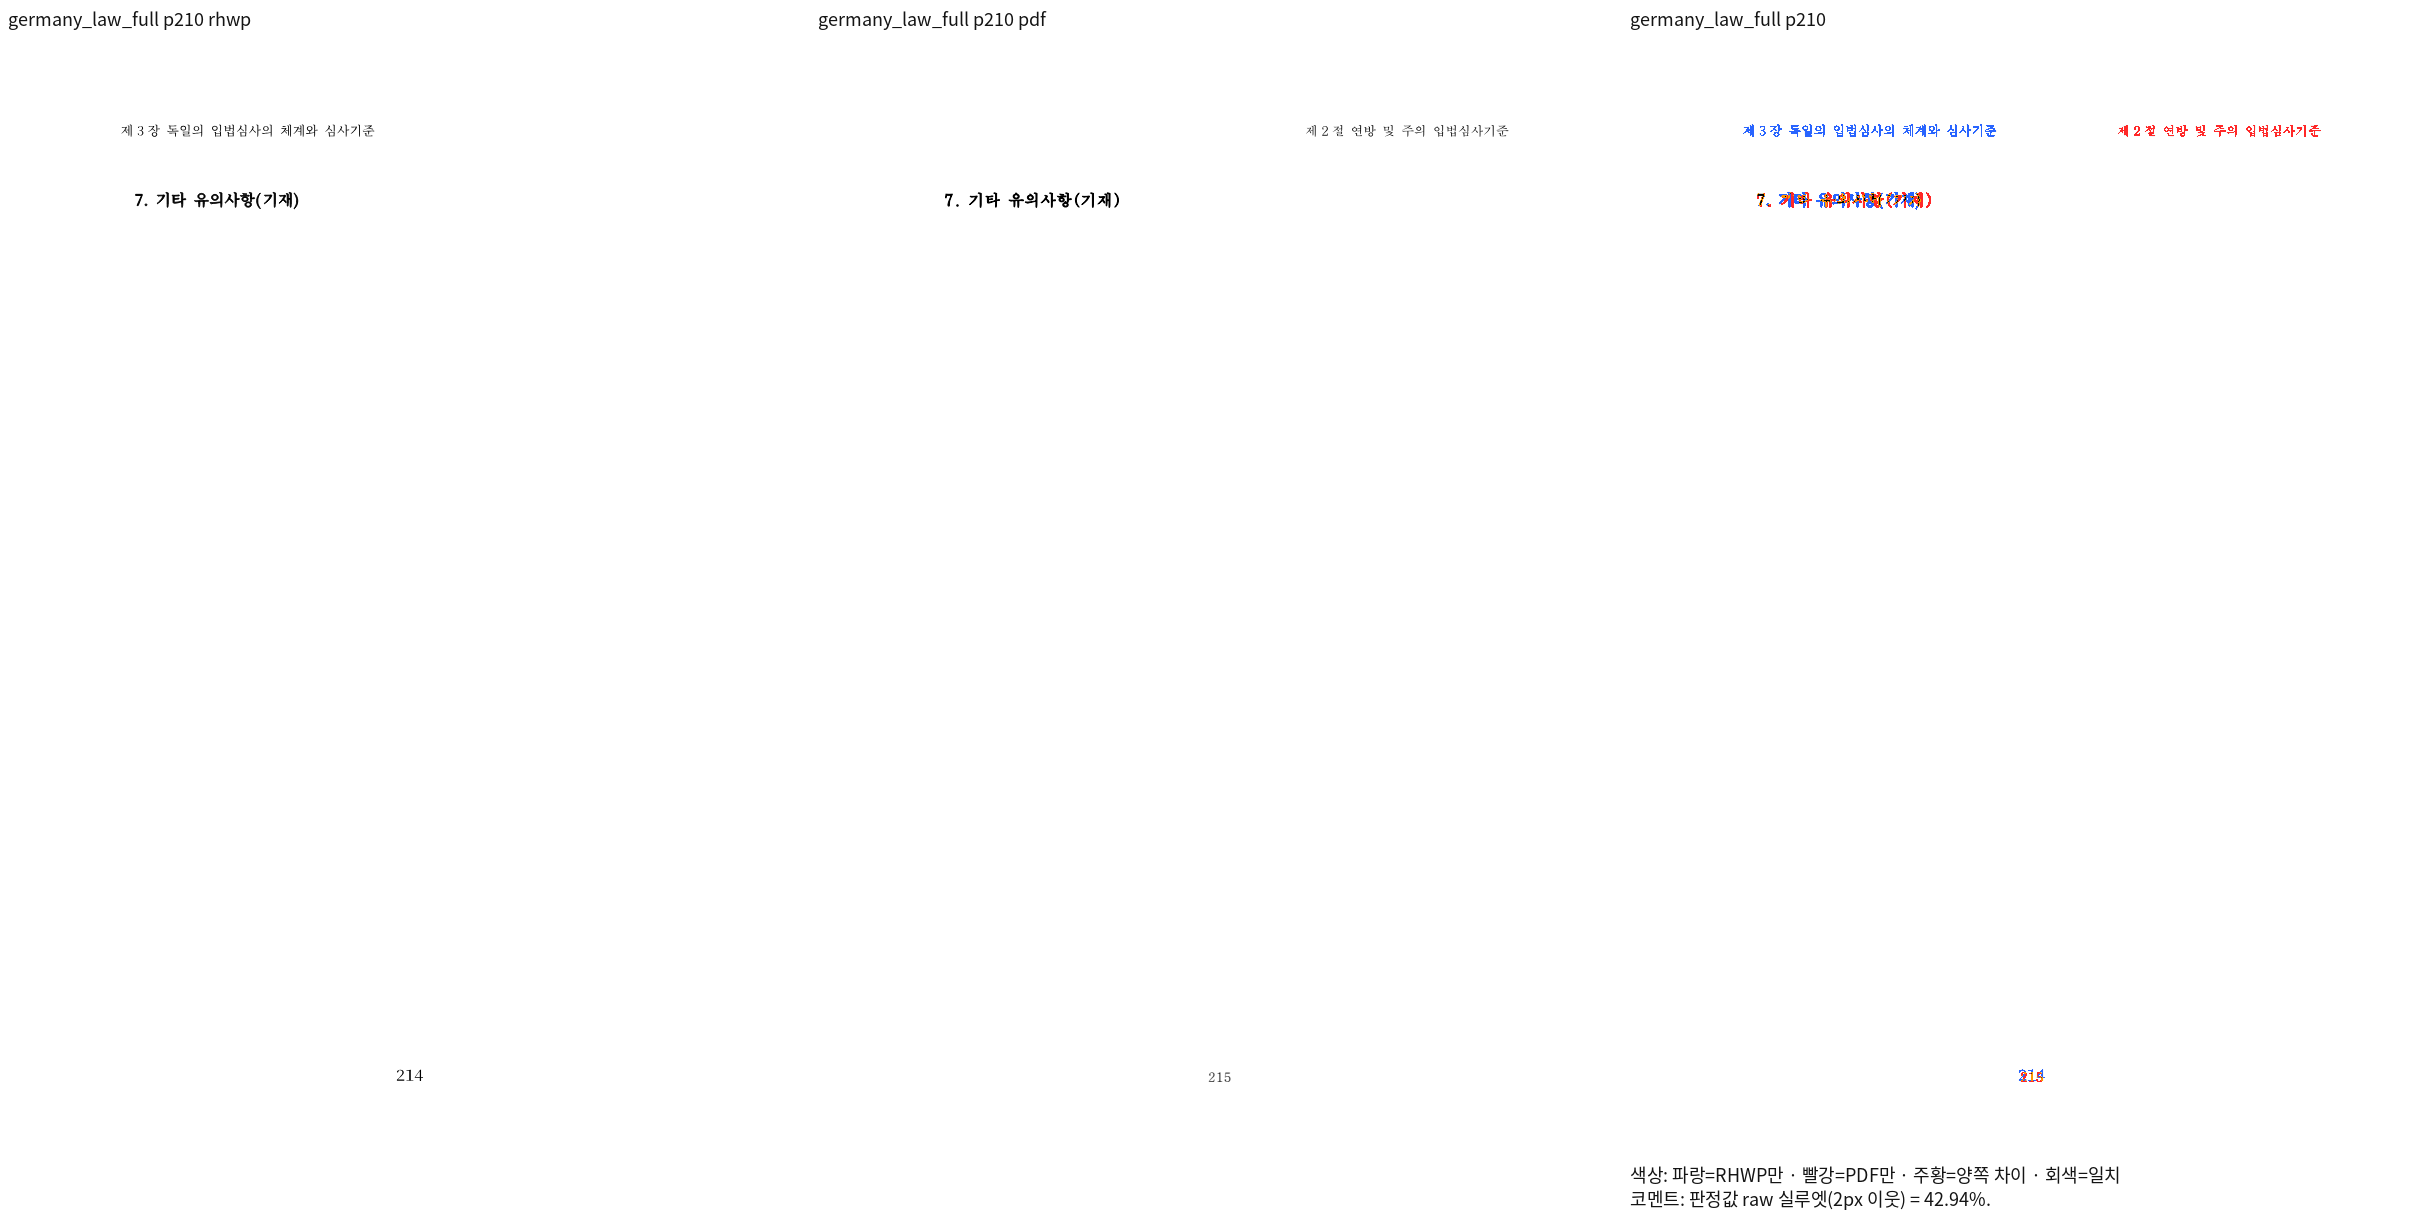 germany_law_full p210 rhwp
제 3 장 독일의 입법심사의 체계와 심사기준
7. 기타 유의사항(기재)
214
germany_law_full p210 pdf
제 2 절 연방 및 주의 입법심사기준
7. 기타 유의사항(기재)
215
germany_law_full p210
제 3 장 독일의 입법심사의 체계와 심사기준 제 2 절 연방 및 주의 입법심사기준
색상: 파랑=RHWP만 · 빨강=PDF만 · 주황=양쪽 차이 · 회색=일치
코멘트: 판정값 raw 실루엣(2px 이웃) = 42.94%.